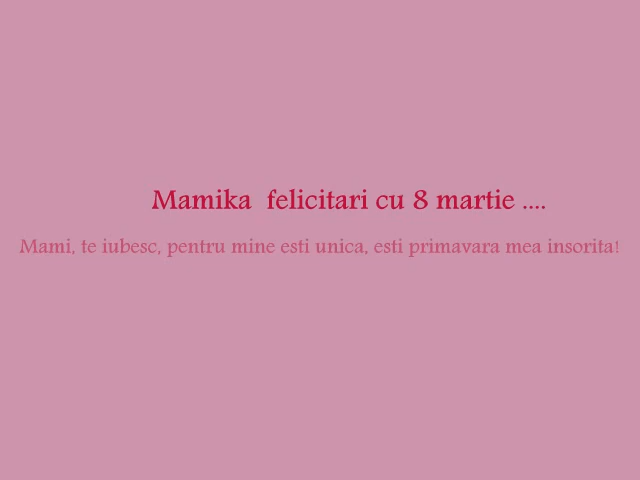 Mamika  felicitari cu 8 martie ....
Mami, te iubesc, pentru mine esti unica, esti primavara mea insorita!